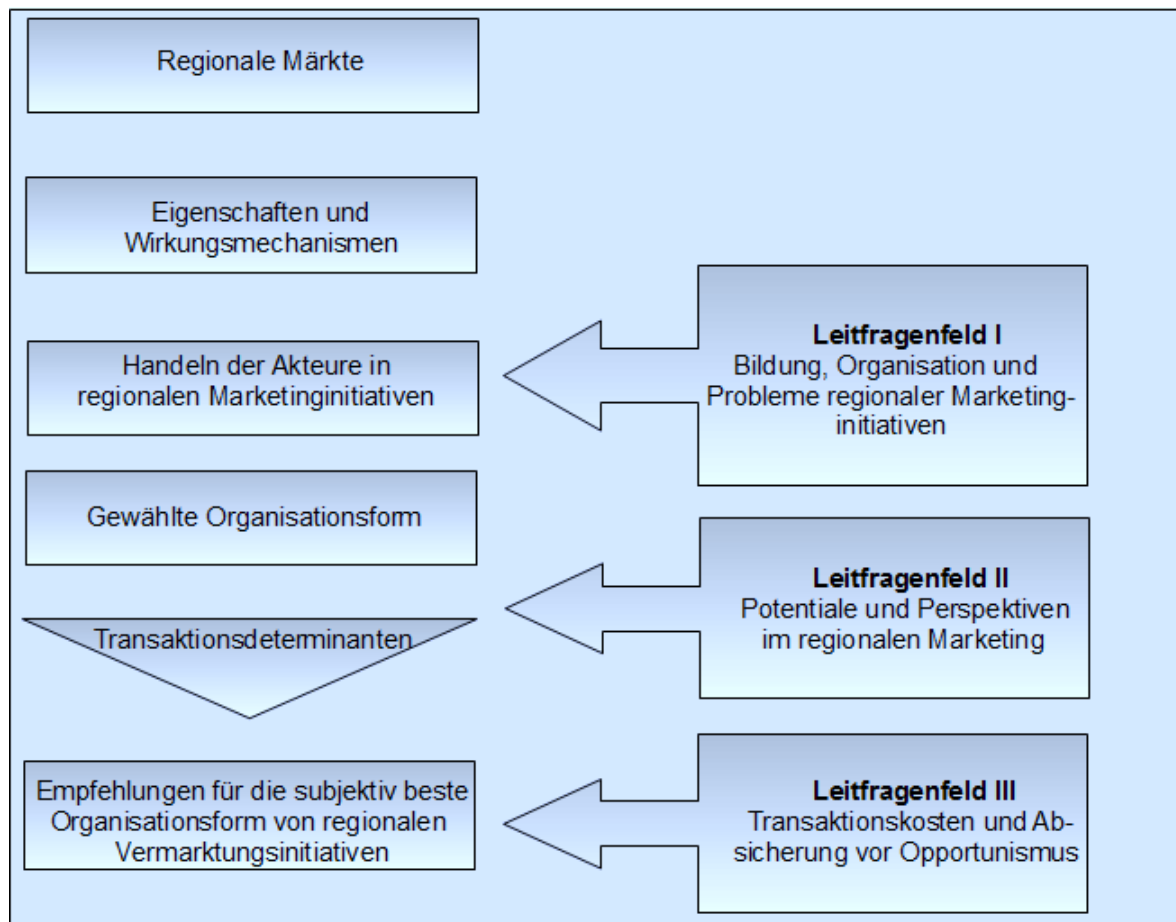 Regionale Märkte
Eigenschaften und
Wirkungsmechanismen
Handeln der Akteure in
regionalen Marketinginitiativen
Gewählte Organisationsform
Transaktionsdeterminanten
Empfehlungen für die subjektiv beste
Organisationsform von regionalen
Vermarktungsinitiativen
Leitfragenfeld I
Bildung, Organisation und
Probleme regionaler Marketing-
initiativen
Leitfragenfeld II
Potentiale und Perspektiven
im regionalen Marketing
Leitfragenfeld III
Transaktionskosten und Ab-
sicherung vor Opportunismus